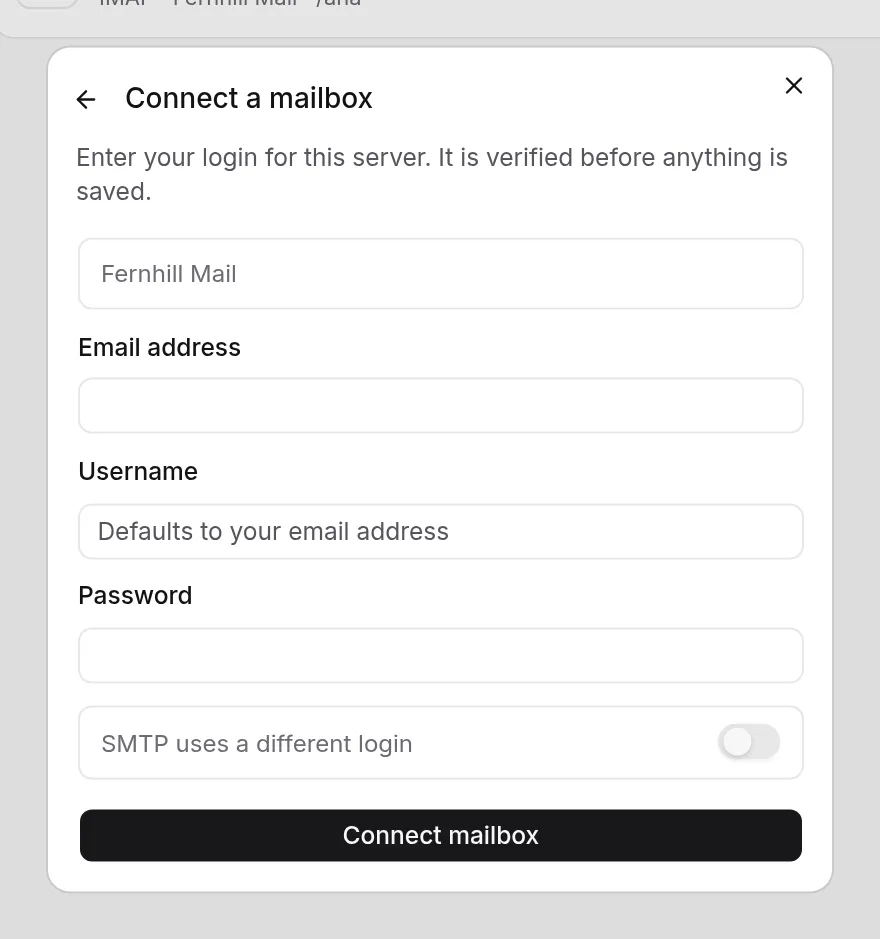 Connect a mailbox
Enter your login for this server. It is verified before anything is
saved.
Fernhill Mail
Email address
Username
Defaults to your email address
Password
SMTP uses a different login
Connect mailbox